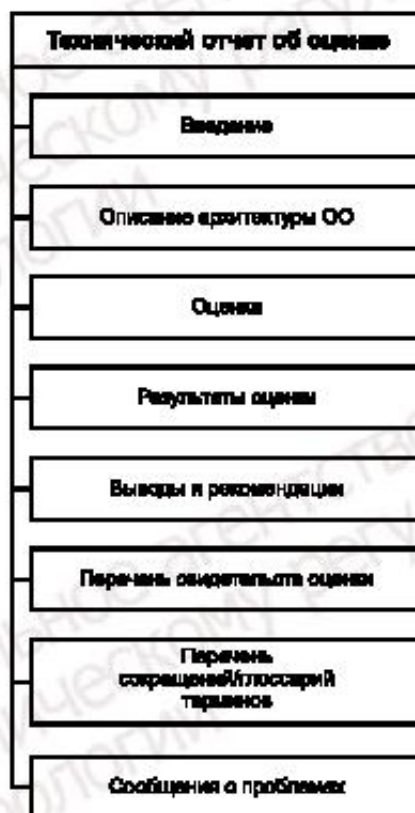 Технический отчет об оценке
Введение
Описание архитектуры ОО
Оценка
Результаты оценки
Выводы и рекомендации
Перечень свидетельств оценки
Перечень
сокращений/глоссарий
терминов
Сообщения о проблемах